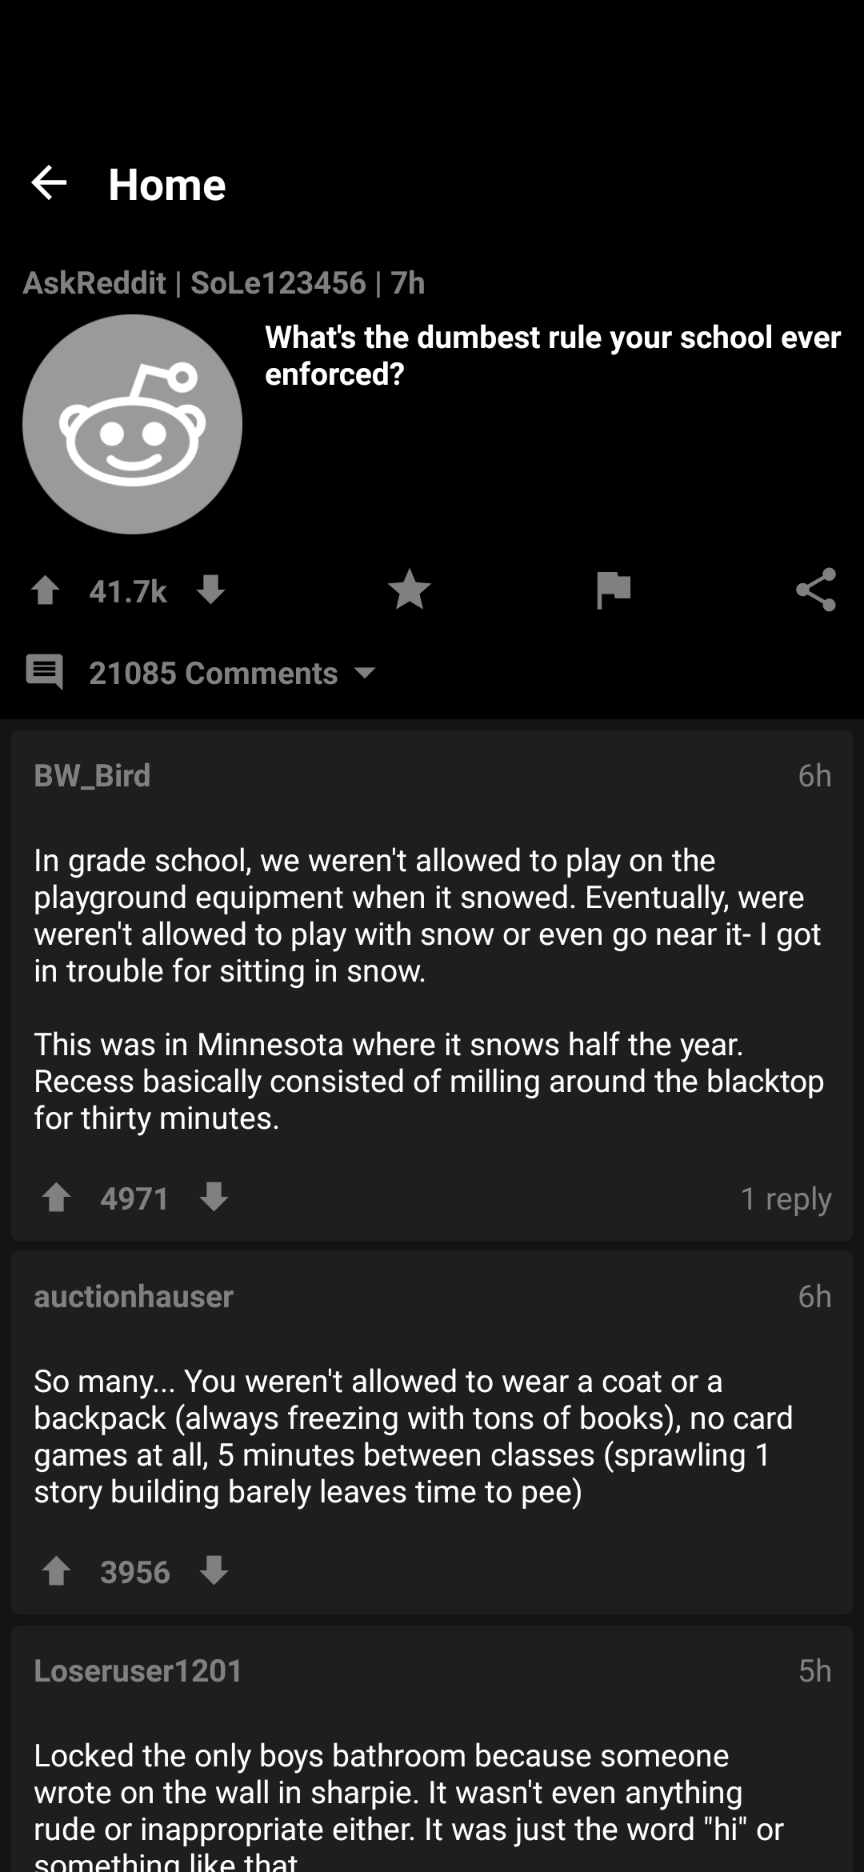 Home
AskReddit | SoLe123456 | 7h
What's the dumbest rule your school ever
enforced?
41.7k
21085 Comments
BW_Bird 6h
In grade school, we weren't allowed to play on the
playground equipment when it snowed. Eventually, were
weren't allowed to play with snow or even go near it- I got
in trouble for sitting in snow.
This was in Minnesota where it snows half the year.
Recess basically consisted of milling around the blacktop
for thirty minutes.
4971 1 reply
auctionhauser 6h
So many... You weren't allowed to wear a coat or a
backpack (always freezing with tons of books), no card
games at all, 5 minutes between classes (sprawling 1
story building barely leaves time to pee)
3956
Loseruser1201 5h
Locked the only boys bathroom because someone
wrote on the wall in sharpie. It wasn't even anything
rude or inappropriate either. It was just the word "hi" or
something like that